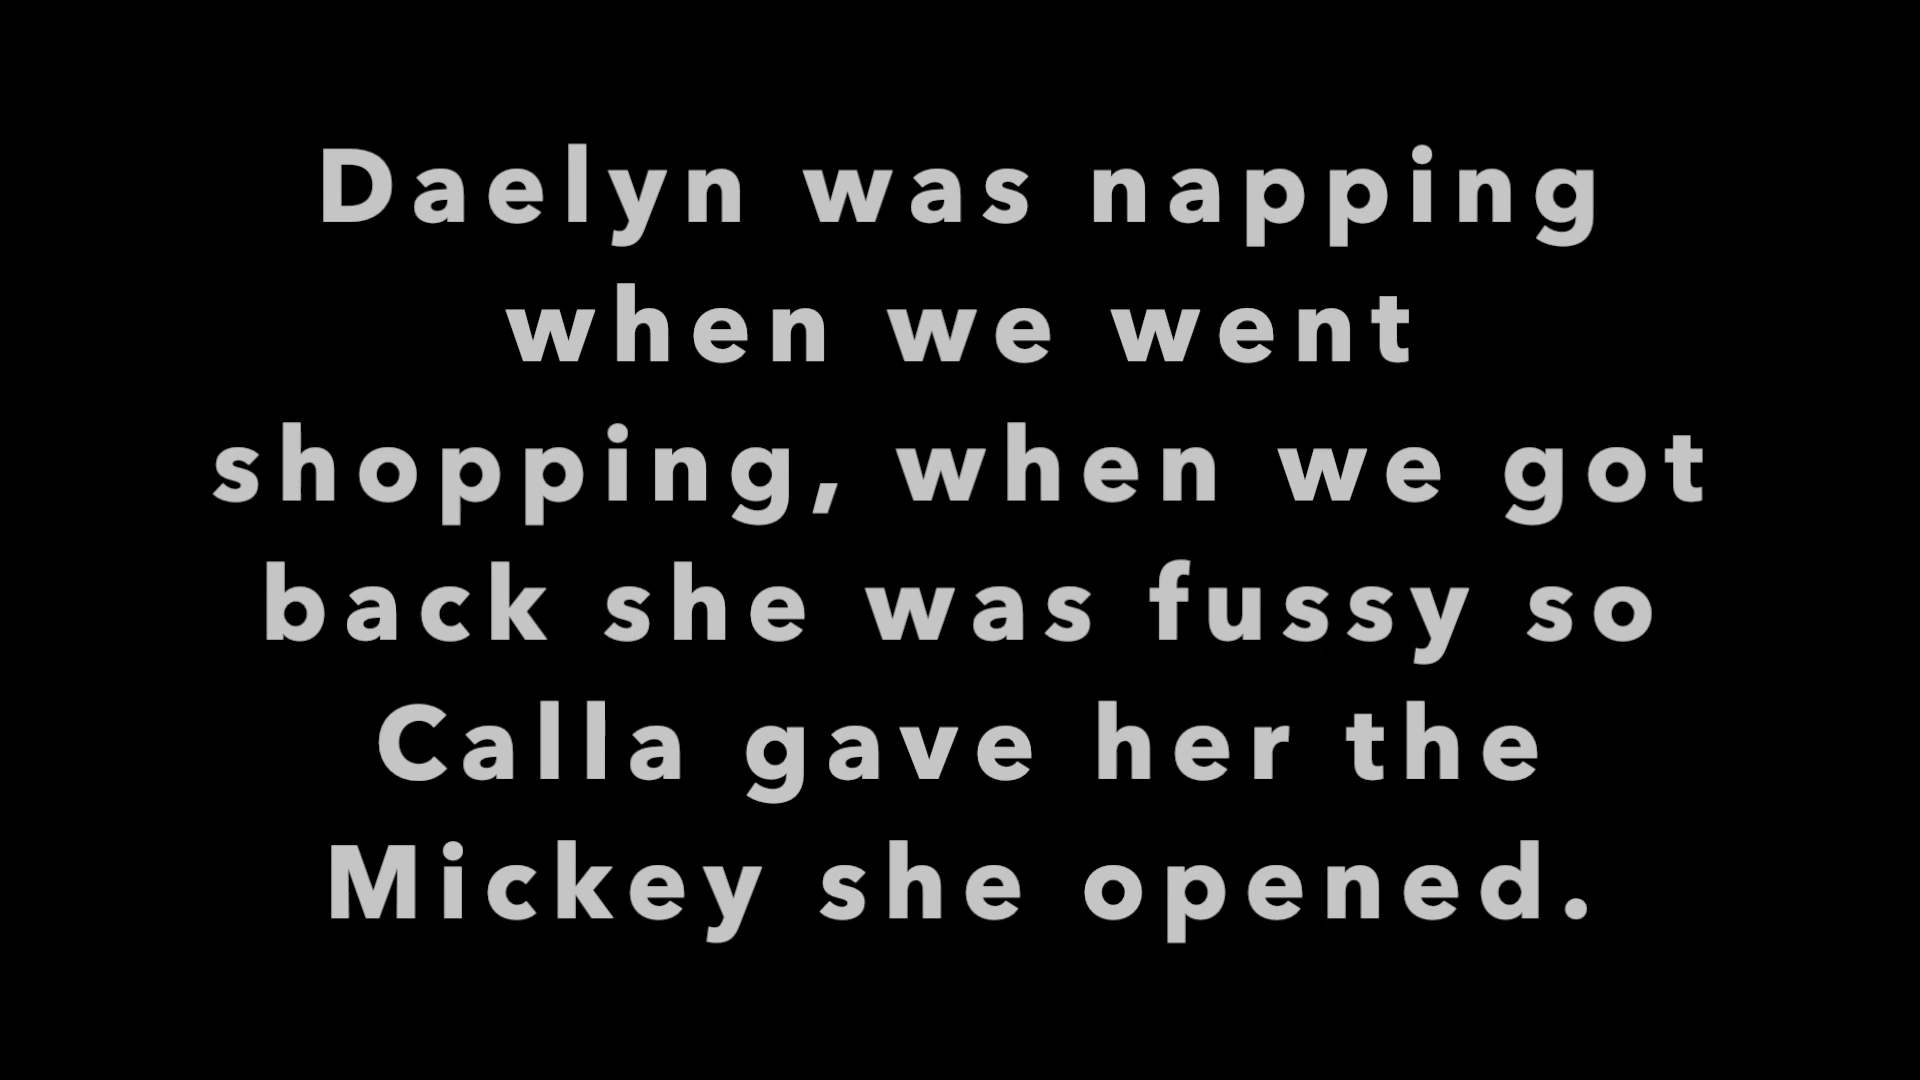 Daelyn was napping
when we went
shopping, when we got
back she was fussy so
Calla gave her the
Mickey she opened.